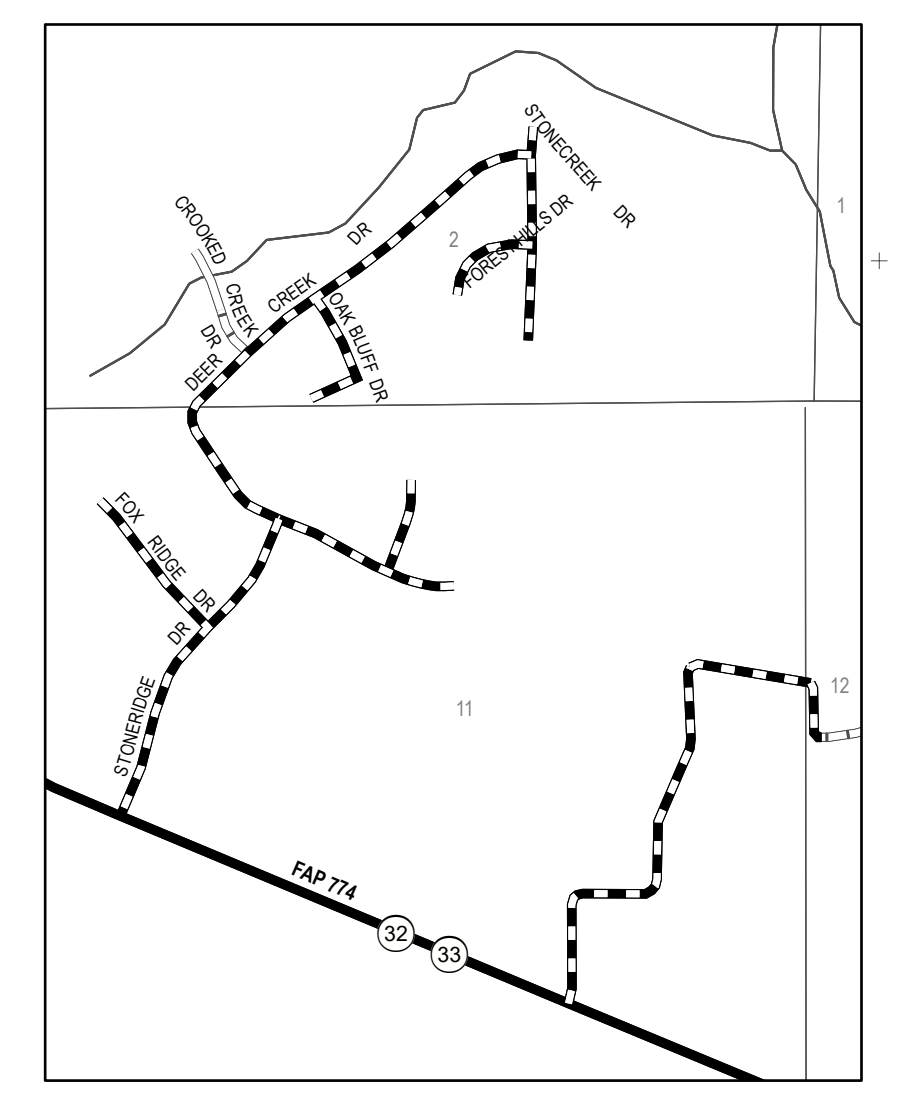 STONECREEK DR
CROOKED CREEK DR
1
2
FOREST HILLS DR
DEER CREEK DR
OAK BLUFF DR
FOX RIDGE DR
STONERIDGE DR
12
11
FAP 774
32
33